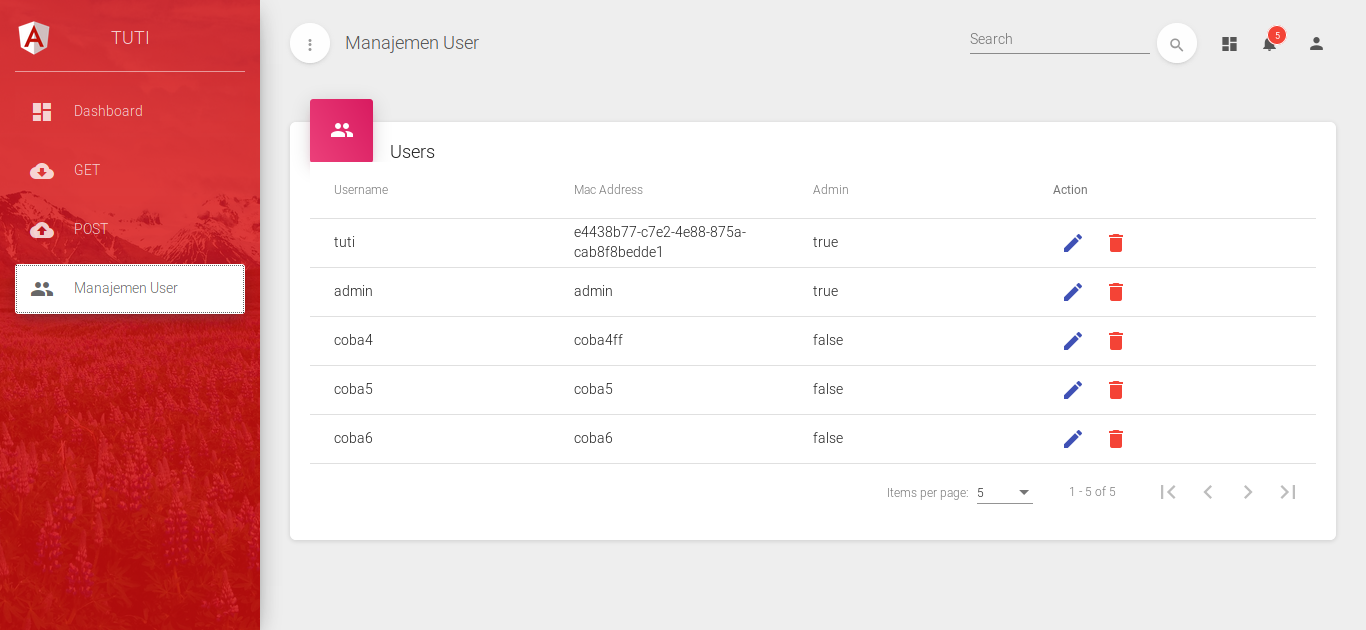 TUTI
Dashboard
GET
POST
Manajemen User
Manajemen User
Search
5
Users
Username Mac Address Admin Action
tuti e4438b77-c7e2-4e88-875a-
cab8f8bedde1 true
admin admin true
coba4 coba4ff false
coba5 coba5 false
coba6 coba6 false
Items per page: 5 1 - 5 of 5